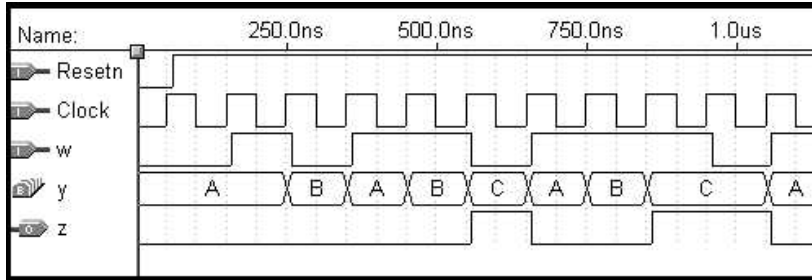 Name: 250.0ns 500.0ns 750.0ns 1.0us
Resetn
Clock
w
y A B A B C A B C A
z